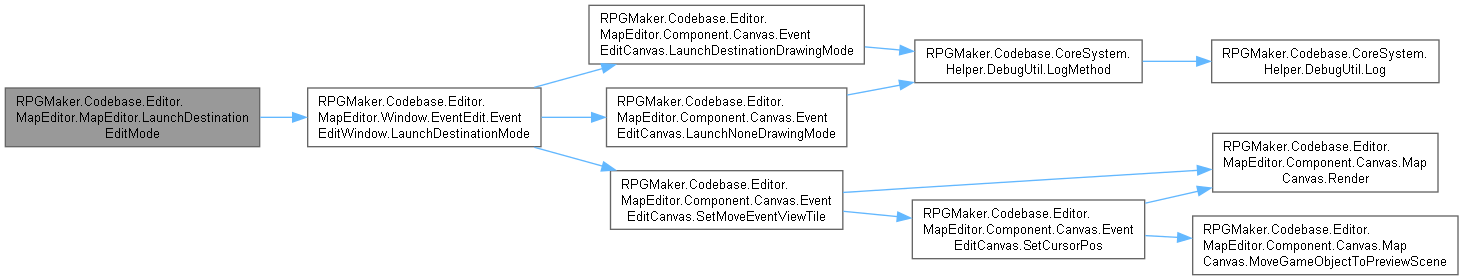 RPGMaker.Codebase.Editor.
MapEditor.MapEditor.LaunchDestination
EditMode
RPGMaker.Codebase.Editor.
MapEditor.Window.EventEdit.Event
EditWindow.LaunchDestinationMode
RPGMaker.Codebase.Editor.
MapEditor.Component.Canvas.Event
EditCanvas.LaunchDestinationDrawingMode
RPGMaker.Codebase.Editor.
MapEditor.Component.Canvas.Event
EditCanvas.LaunchNoneDrawingMode
RPGMaker.Codebase.Editor.
MapEditor.Component.Canvas.Event
EditCanvas.SetMoveEventViewTile
RPGMaker.Codebase.CoreSystem.
Helper.DebugUtil.LogMethod
RPGMaker.Codebase.Editor.
MapEditor.Component.Canvas.Event
EditCanvas.SetCursorPos
RPGMaker.Codebase.CoreSystem.
Helper.DebugUtil.Log
RPGMaker.Codebase.Editor.
MapEditor.Component.Canvas.Map
Canvas.Render
RPGMaker.Codebase.Editor.
MapEditor.Component.Canvas.Map
Canvas.MoveGameObjectToPreviewScene